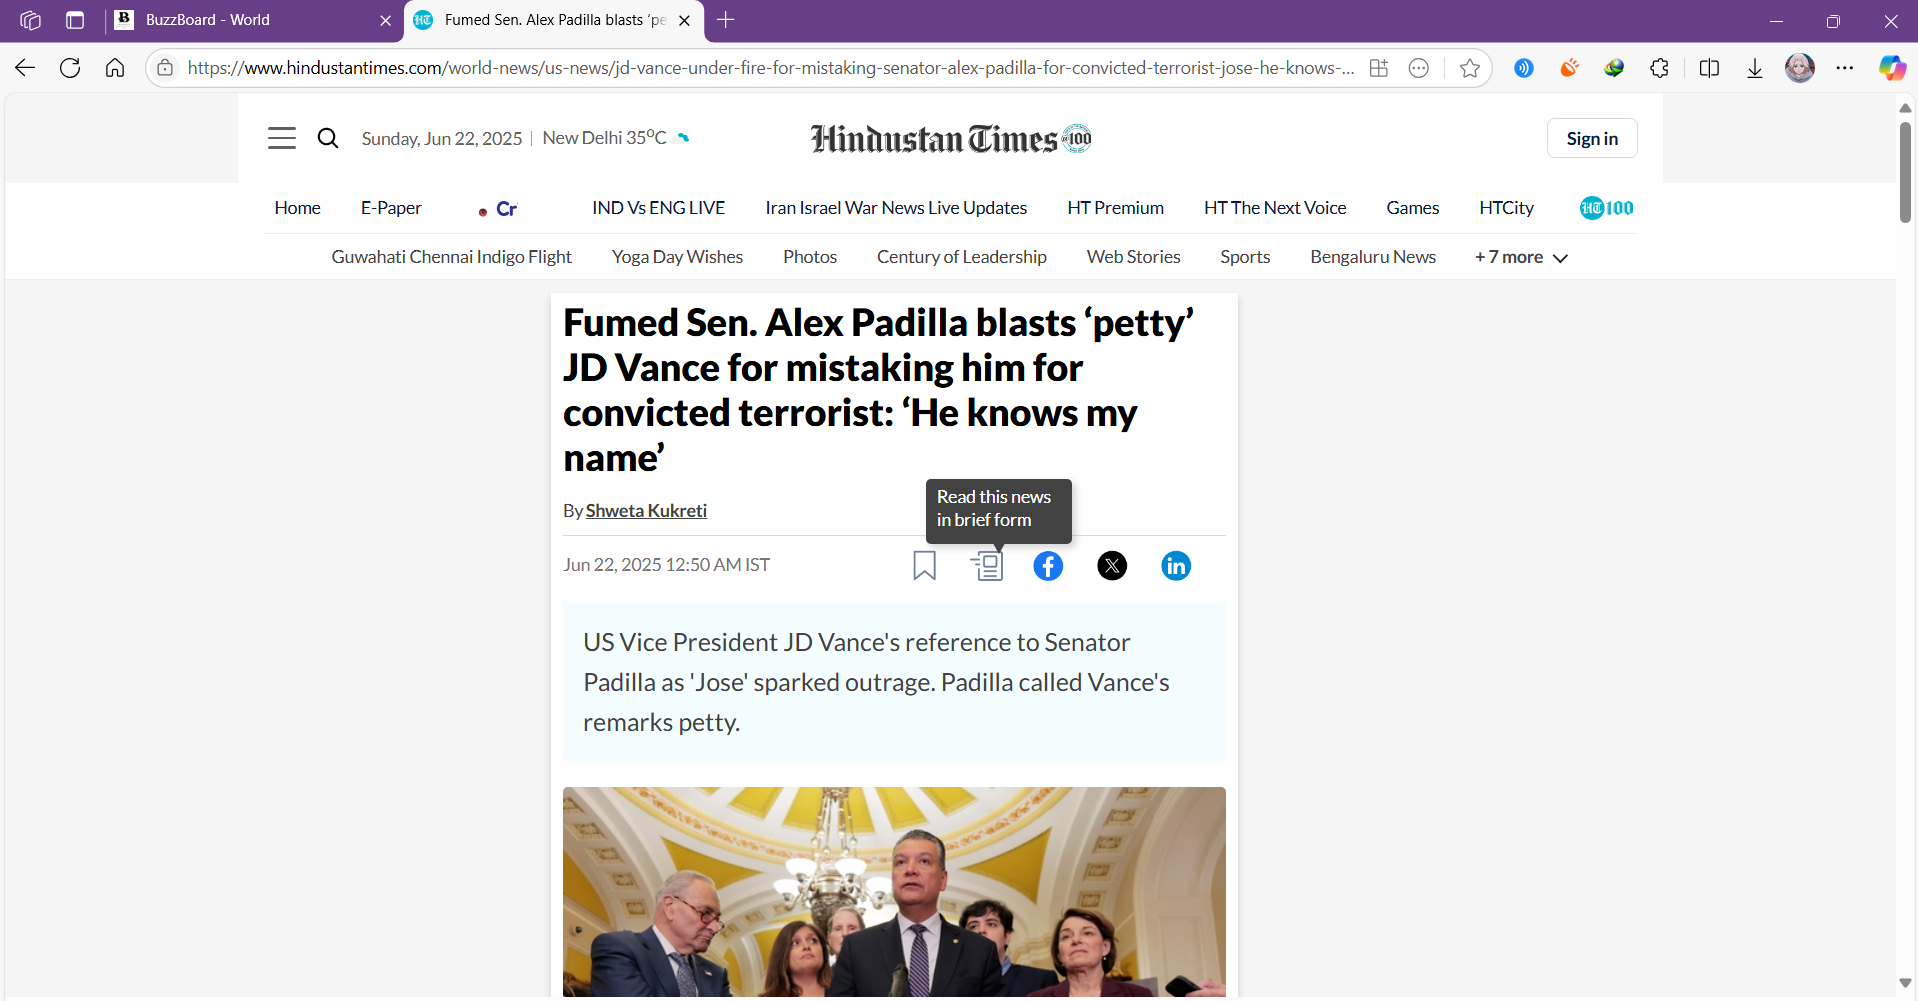 BuzzBoard - World
Fumed Sen. Alex Padilla blasts ‘pe
https://www.hindustantimes.com/world-news/us-news/jd-vance-under-fire-for-mistaking-senator-alex-padilla-for-convicted-terrorist-jose-he-knows-...
Sunday, Jun 22, 2025 | New Delhi 35⁰C
Hindustan Times @100
Sign in
Home E-Paper Cr IND Vs ENG LIVE Iran Israel War News Live Updates HT Premium HT The Next Voice Games HTCity HT100
Guwahati Chennai Indigo Flight Yoga Day Wishes Photos Century of Leadership Web Stories Sports Bengaluru News + 7 more
Fumed Sen. Alex Padilla blasts ‘petty’
JD Vance for mistaking him for
convicted terrorist: ‘He knows my
name’
Read this news
in brief form
By Shweta Kukreti
Jun 22, 2025 12:50 AM IST
US Vice President JD Vance's reference to Senator
Padilla as 'Jose' sparked outrage. Padilla called Vance's
remarks petty.